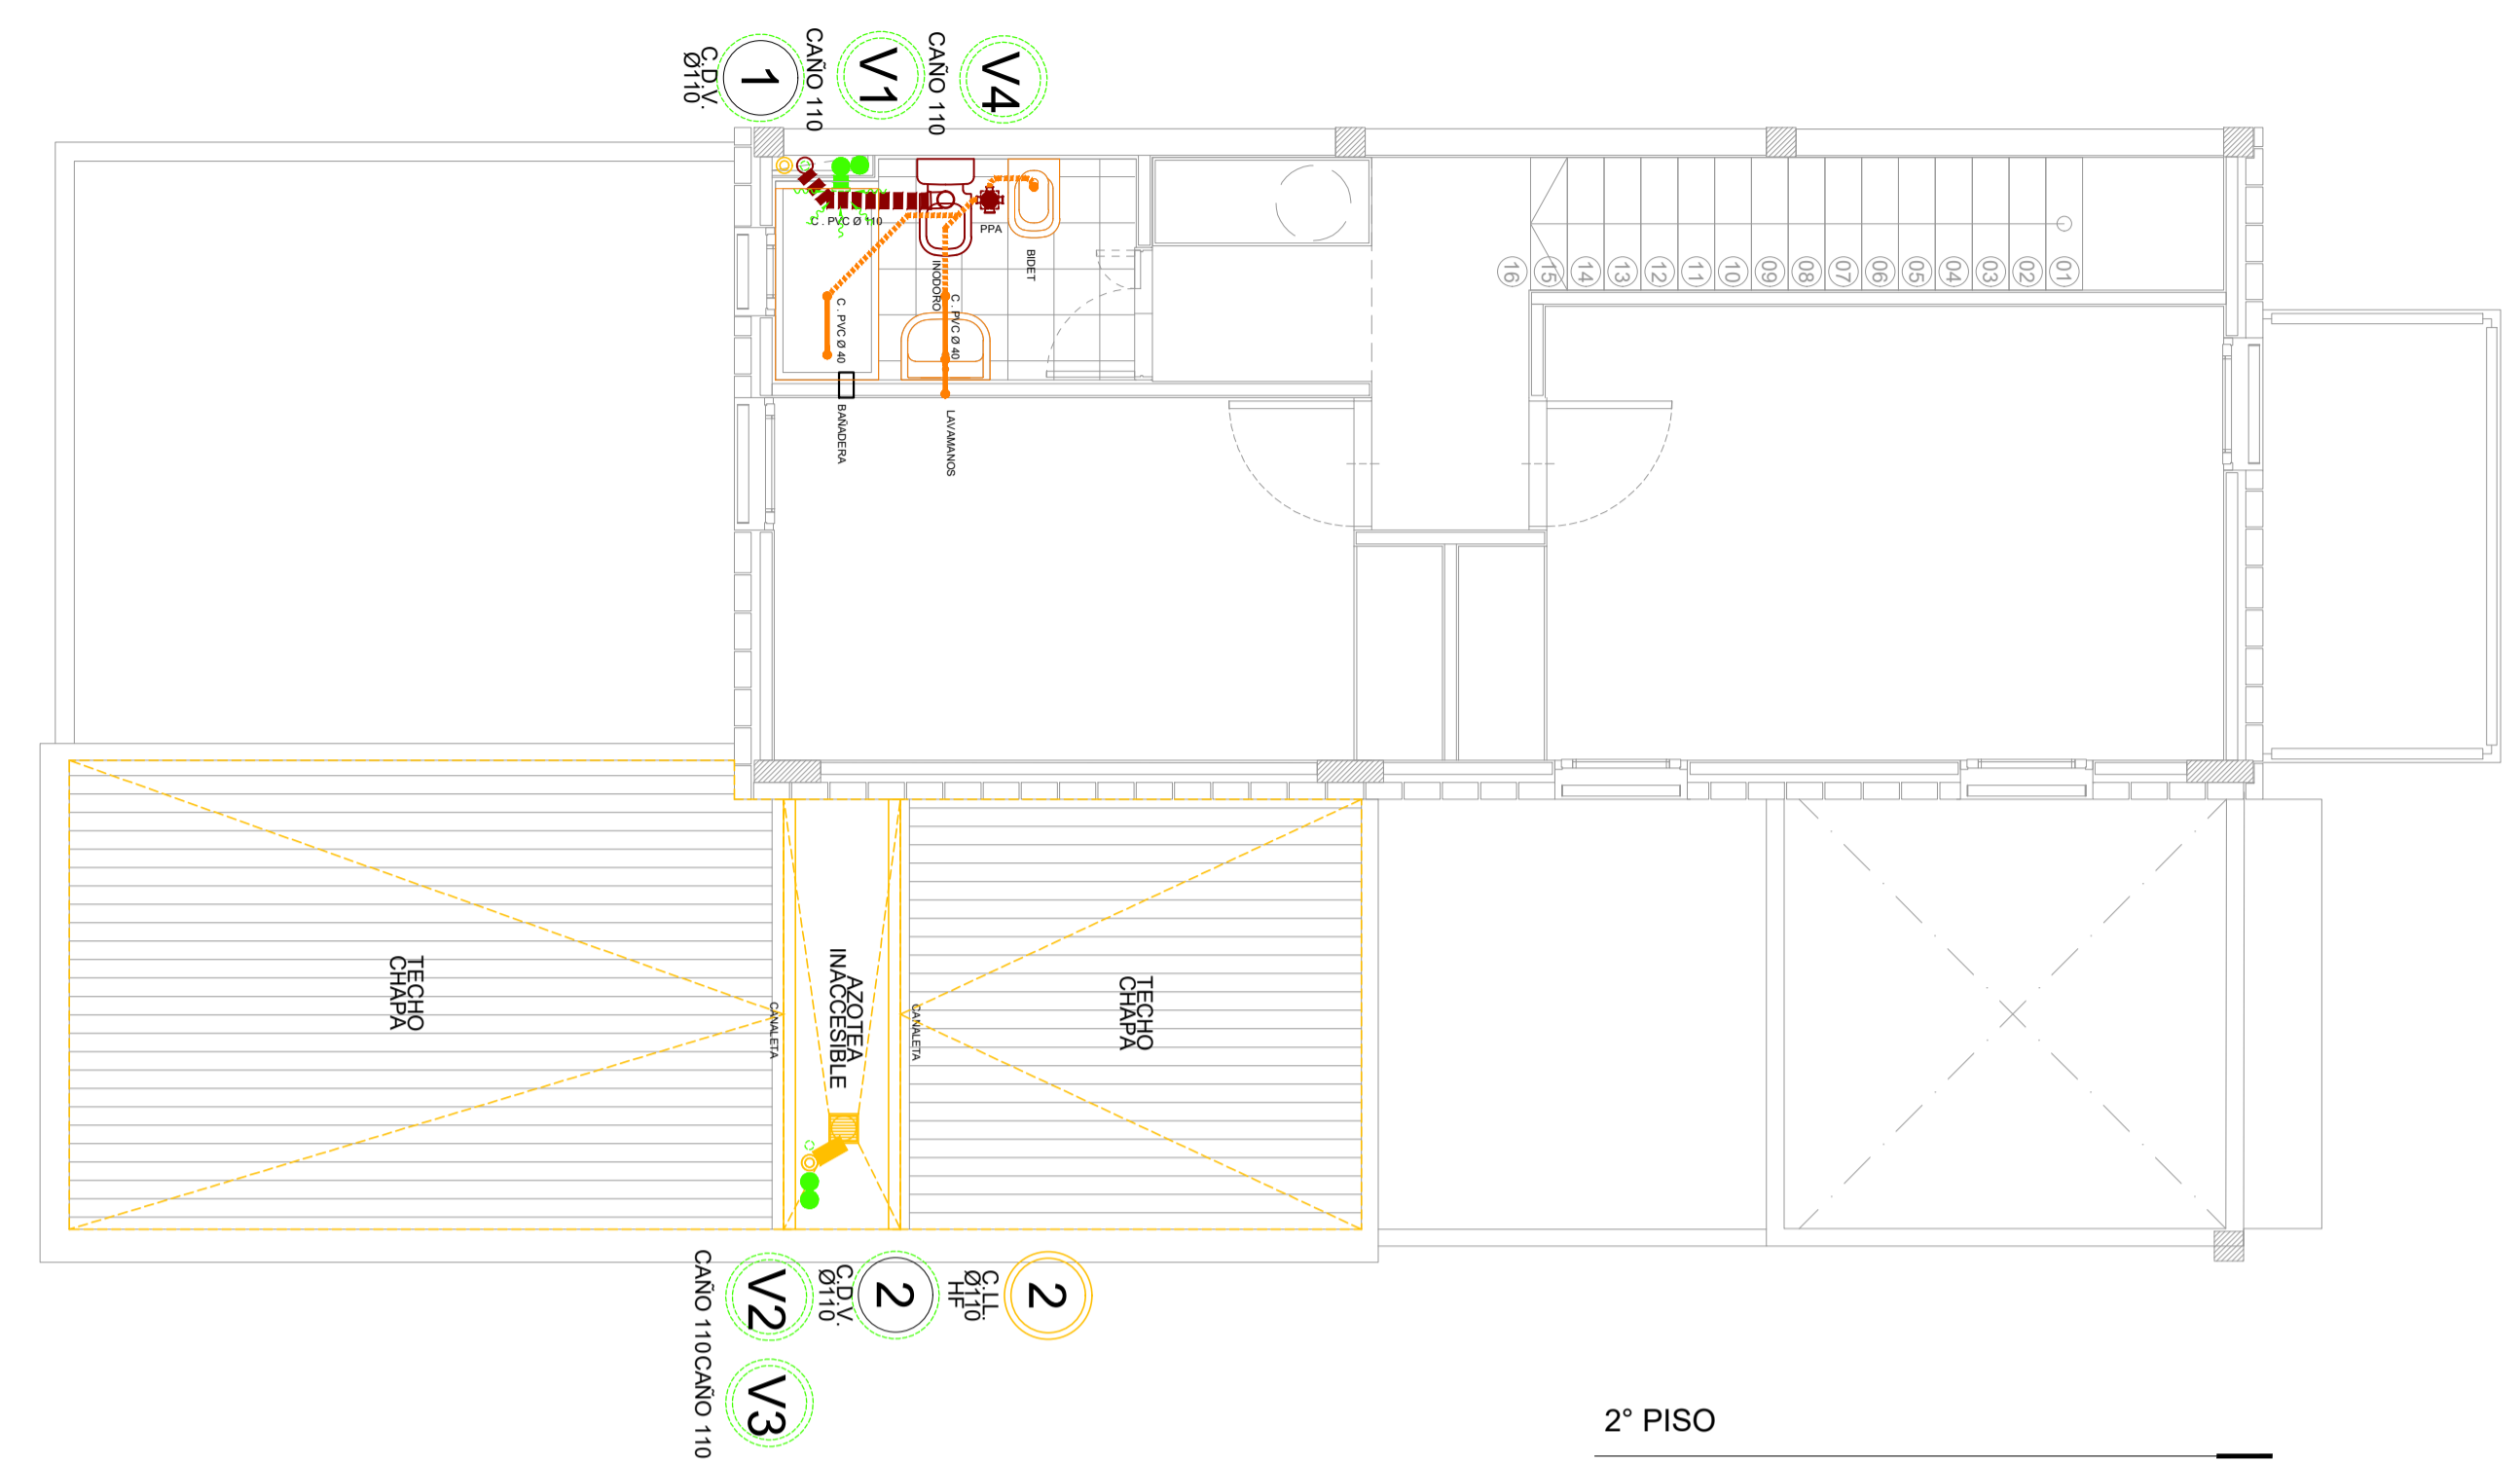 C.D.V.
Ø110
1
CAÑO 110
V1
CAÑO 110
V4
C . PVC Ø 110
PPA
BIDET
INODORO
C . PVC Ø 40
C . PVC Ø 40
BAÑADERA
LAVAMANOS
16
15
14
13
12
11
10
09
08
07
06
05
04
03
02
01
TECHO
CHAPA
CANALETA
AZOTEA
INACCESIBLE
CANALETA
TECHO
CHAPA
CAÑO 110
V2
C.D.V.
Ø110
2
C.LL.
Ø110
HF
2
CAÑO 110
V3
2° PISO